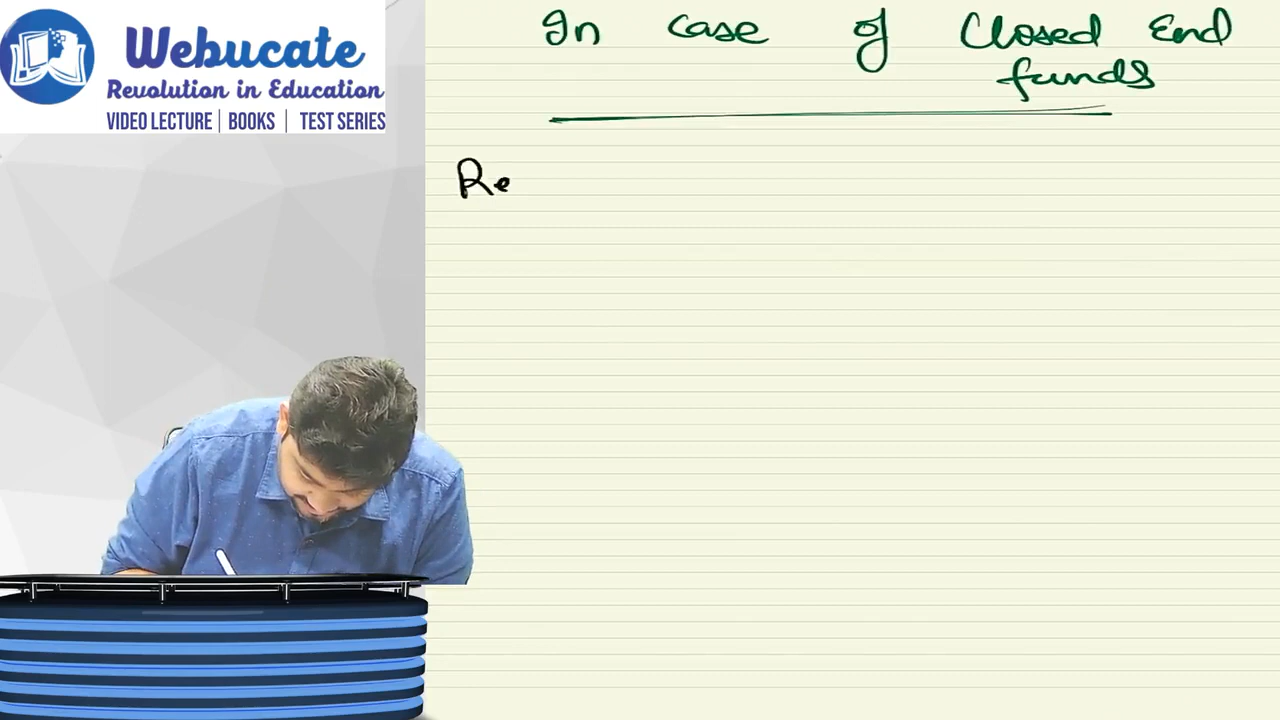 Webucate
Revolution in Education
VIDEO LECTURE | BOOKS | TEST SERIES
In case of Closed End
funds
Re